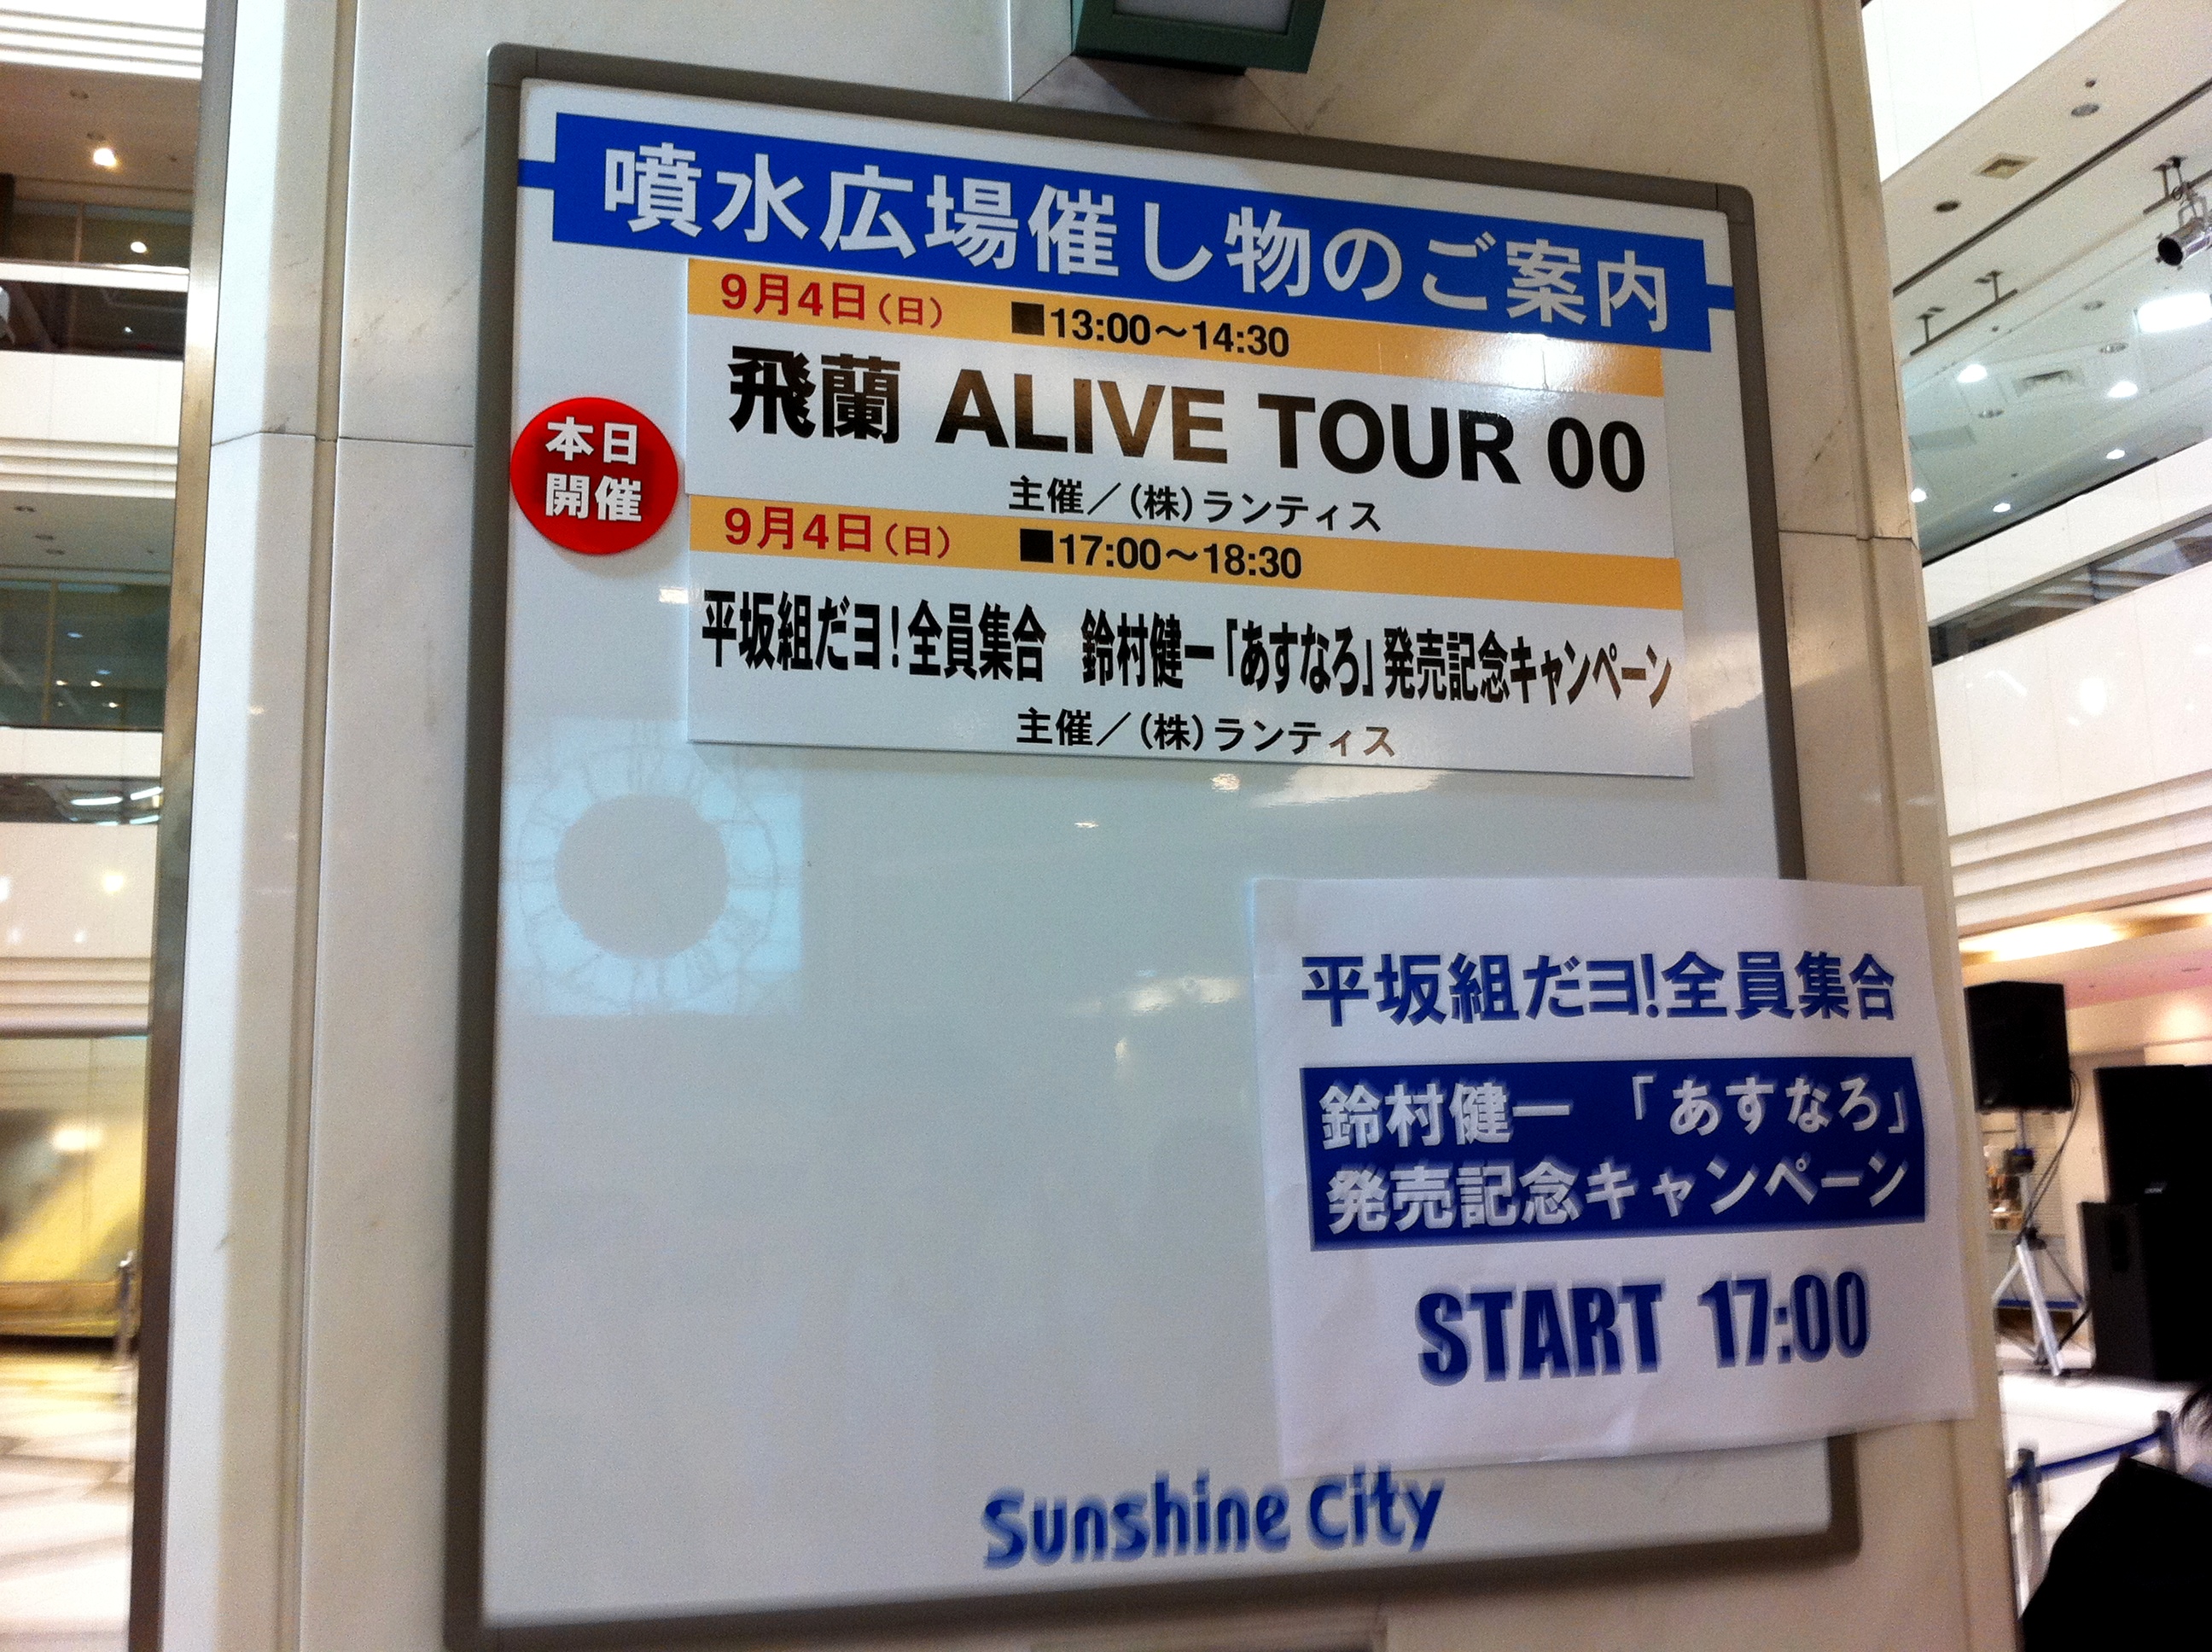 噴水広場催し物のご案内
9月4日(日) ■13:00～14:30
飛蘭 ALIVE TOUR 00
主催／(株)ランティス
本日
開催
9月4日(日) ■17:00～18:30
平坂組だヨ!全員集合 鈴村健一「あすなろ」発売記念キャンペーン
主催／(株)ランティス
平坂組だヨ!全員集合
鈴村健一 「あすなろ」
発売記念キャンペーン
START 17:00
Sunshine City